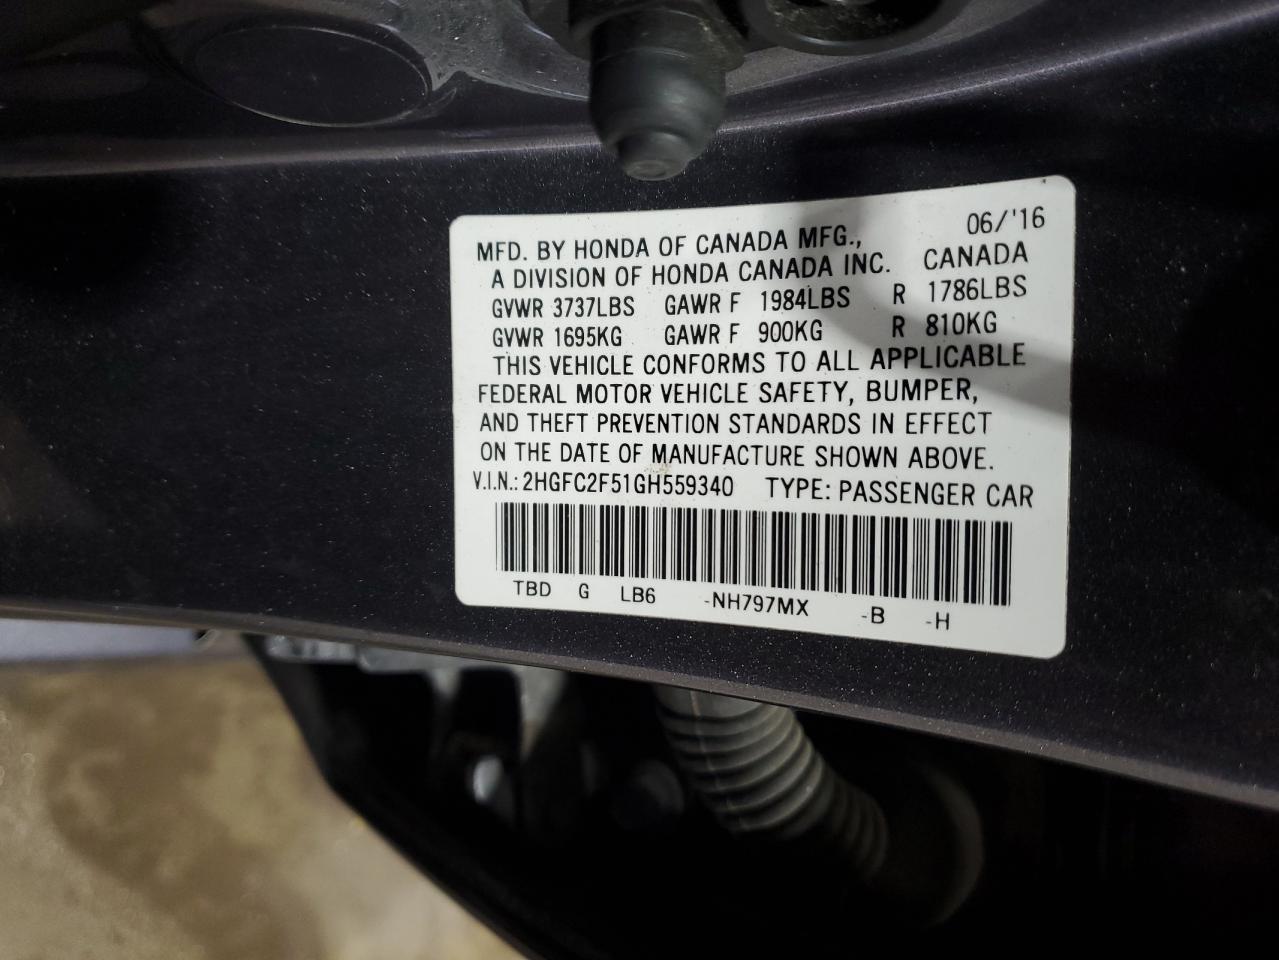 06/'16
MFD. BY HONDA OF CANADA MFG.,
A DIVISION OF HONDA CANADA INC. CANADA
GVWR 3737LBS GAWR F 1984LBS R 1786LBS
GVWR 1695KG GAWR F 900KG R 810KG
THIS VEHICLE CONFORMS TO ALL APPLICABLE
FEDERAL MOTOR VEHICLE SAFETY, BUMPER,
AND THEFT PREVENTION STANDARDS IN EFFECT
ON THE DATE OF MANUFACTURE SHOWN ABOVE.
V.I.N.: 2HGFC2F51GH559340 TYPE: PASSENGER CAR
TBD G LB6 -NH797MX -B -H